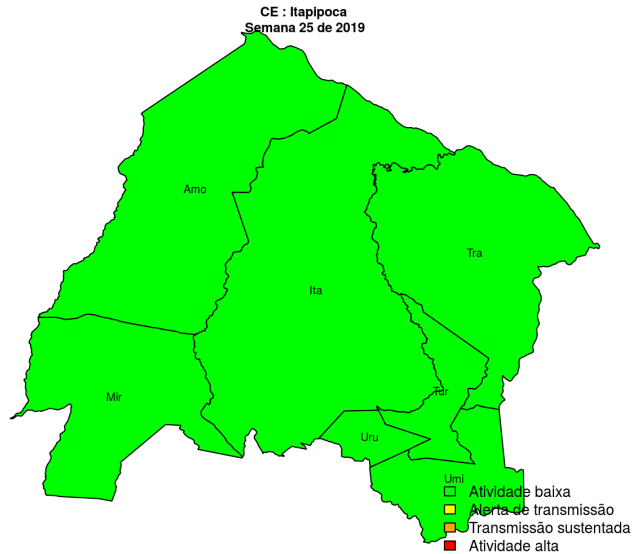 CE : Itapipoca
Semana 25 de 2019
Amo
Tra
Ita
Tur
Mir
Uru
Umi
Atividade baixa
Alerta de transmissão
Transmissão sustentada
Atividade alta